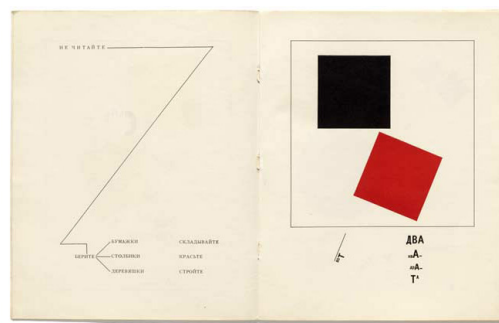 НЕ ЧИТАЙТЕ
БЕРИТЕ
БУМАЖКИ СКЛАДЫВАЙТЕ
СТОЛБИКИ КРАСЬТЕ
ДЕРЕВЯШКИ СТРОЙТЕ
ДВА